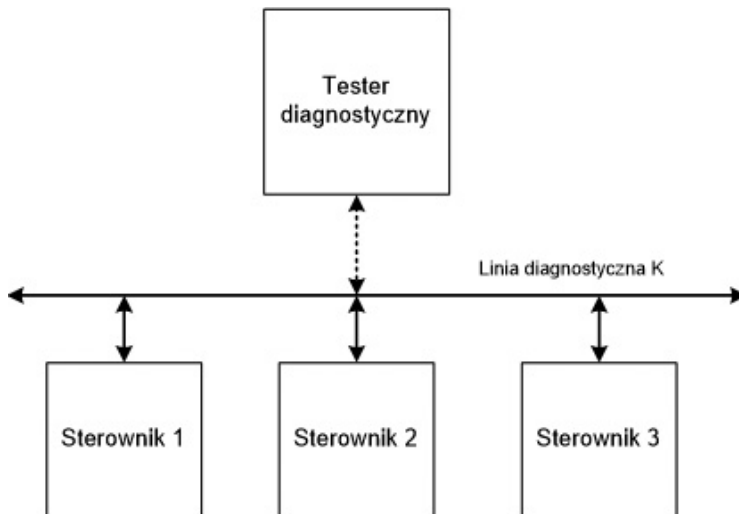 Tester
diagnostyczny
Linia diagnostyczna K
Sterownik 1
Sterownik 2
Sterownik 3